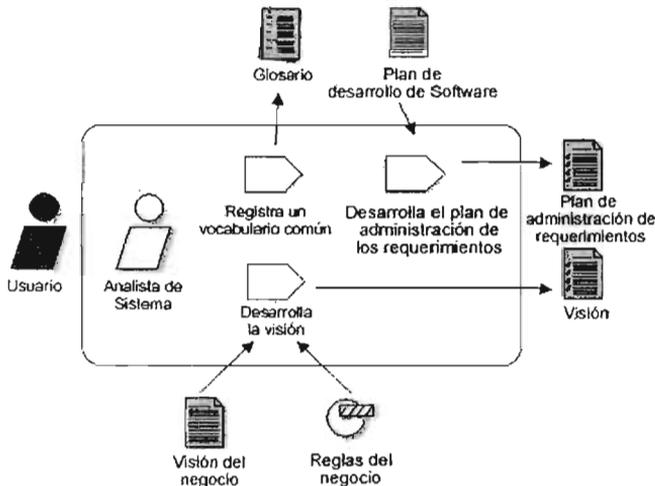 Glosario
Plan de
desarrollo de Software
Registra un
vocabulario común
Desarrolla el plan de
administración de
los requerimientos
Plan de
administración de
requerimientos
Usuario
Analista de
Sistema
Desarrolla
la visión
Visión
Visión del
negocio
Reglas del
negocio